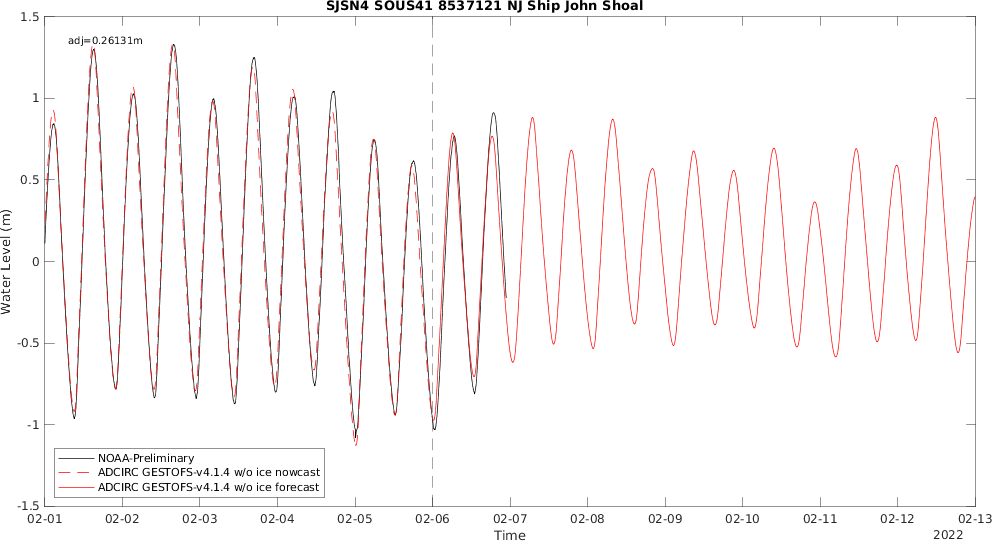 SJSN4 SOUS41 8537121 NJ Ship John Shoal
adj=0.26131m
1.5
1
0.5
0
-0.5
-1
-1.5
Water Level (m)
NOAA-Preliminary
ADCIRC GESTOFS-v4.1.4 w/o ice nowcast
ADCIRC GESTOFS-v4.1.4 w/o ice forecast
02-01 02-02 02-03 02-04 02-05 02-06 02-07 02-08 02-09 02-10 02-11 02-12 02-13
Time
2022